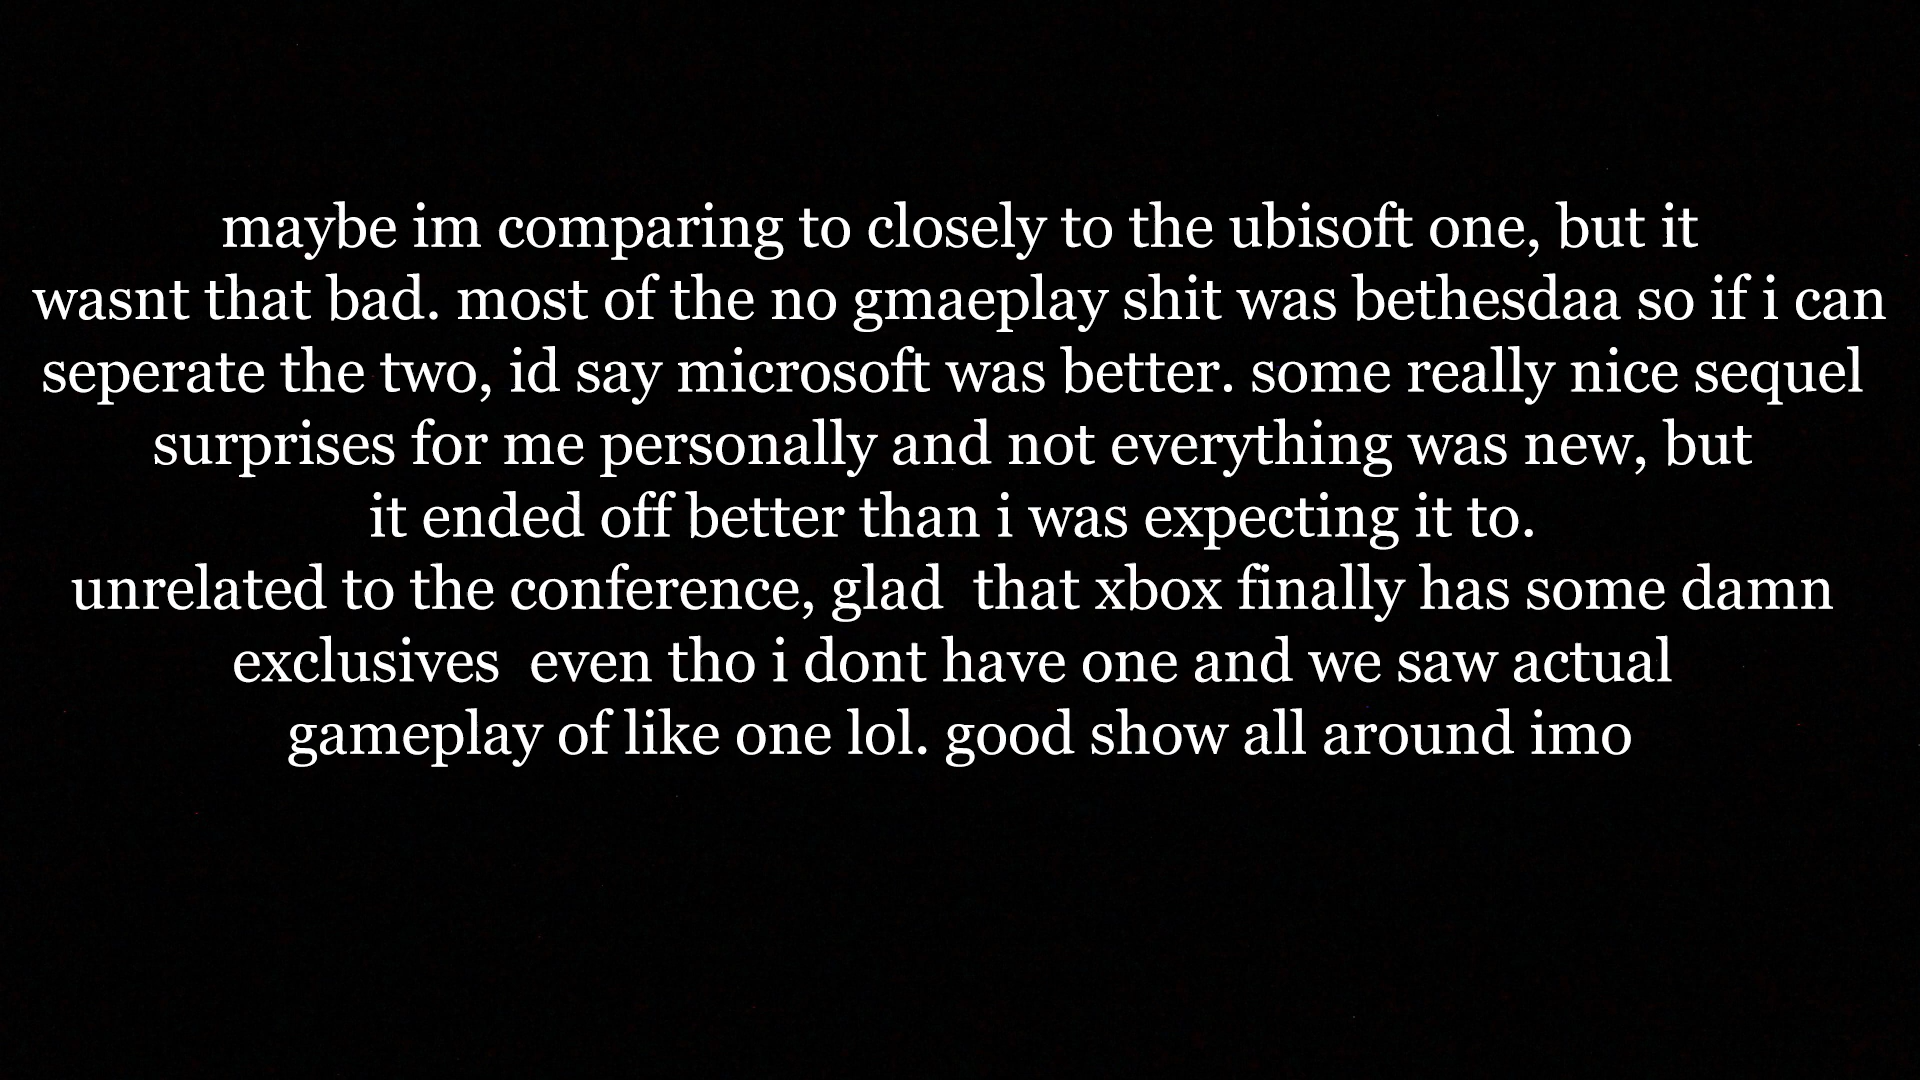 maybe im comparing to closely to the ubisoft one, but it
wasnt that bad. most of the no gmaeplay shit was bethesdaa so if i can
seperate the two, id say microsoft was better. some really nice sequel
surprises for me personally and not everything was new, but
it ended off better than i was expecting it to.
unrelated to the conference, glad  that xbox finally has some damn
exclusives  even tho i dont have one and we saw actual
gameplay of like one lol. good show all around imo